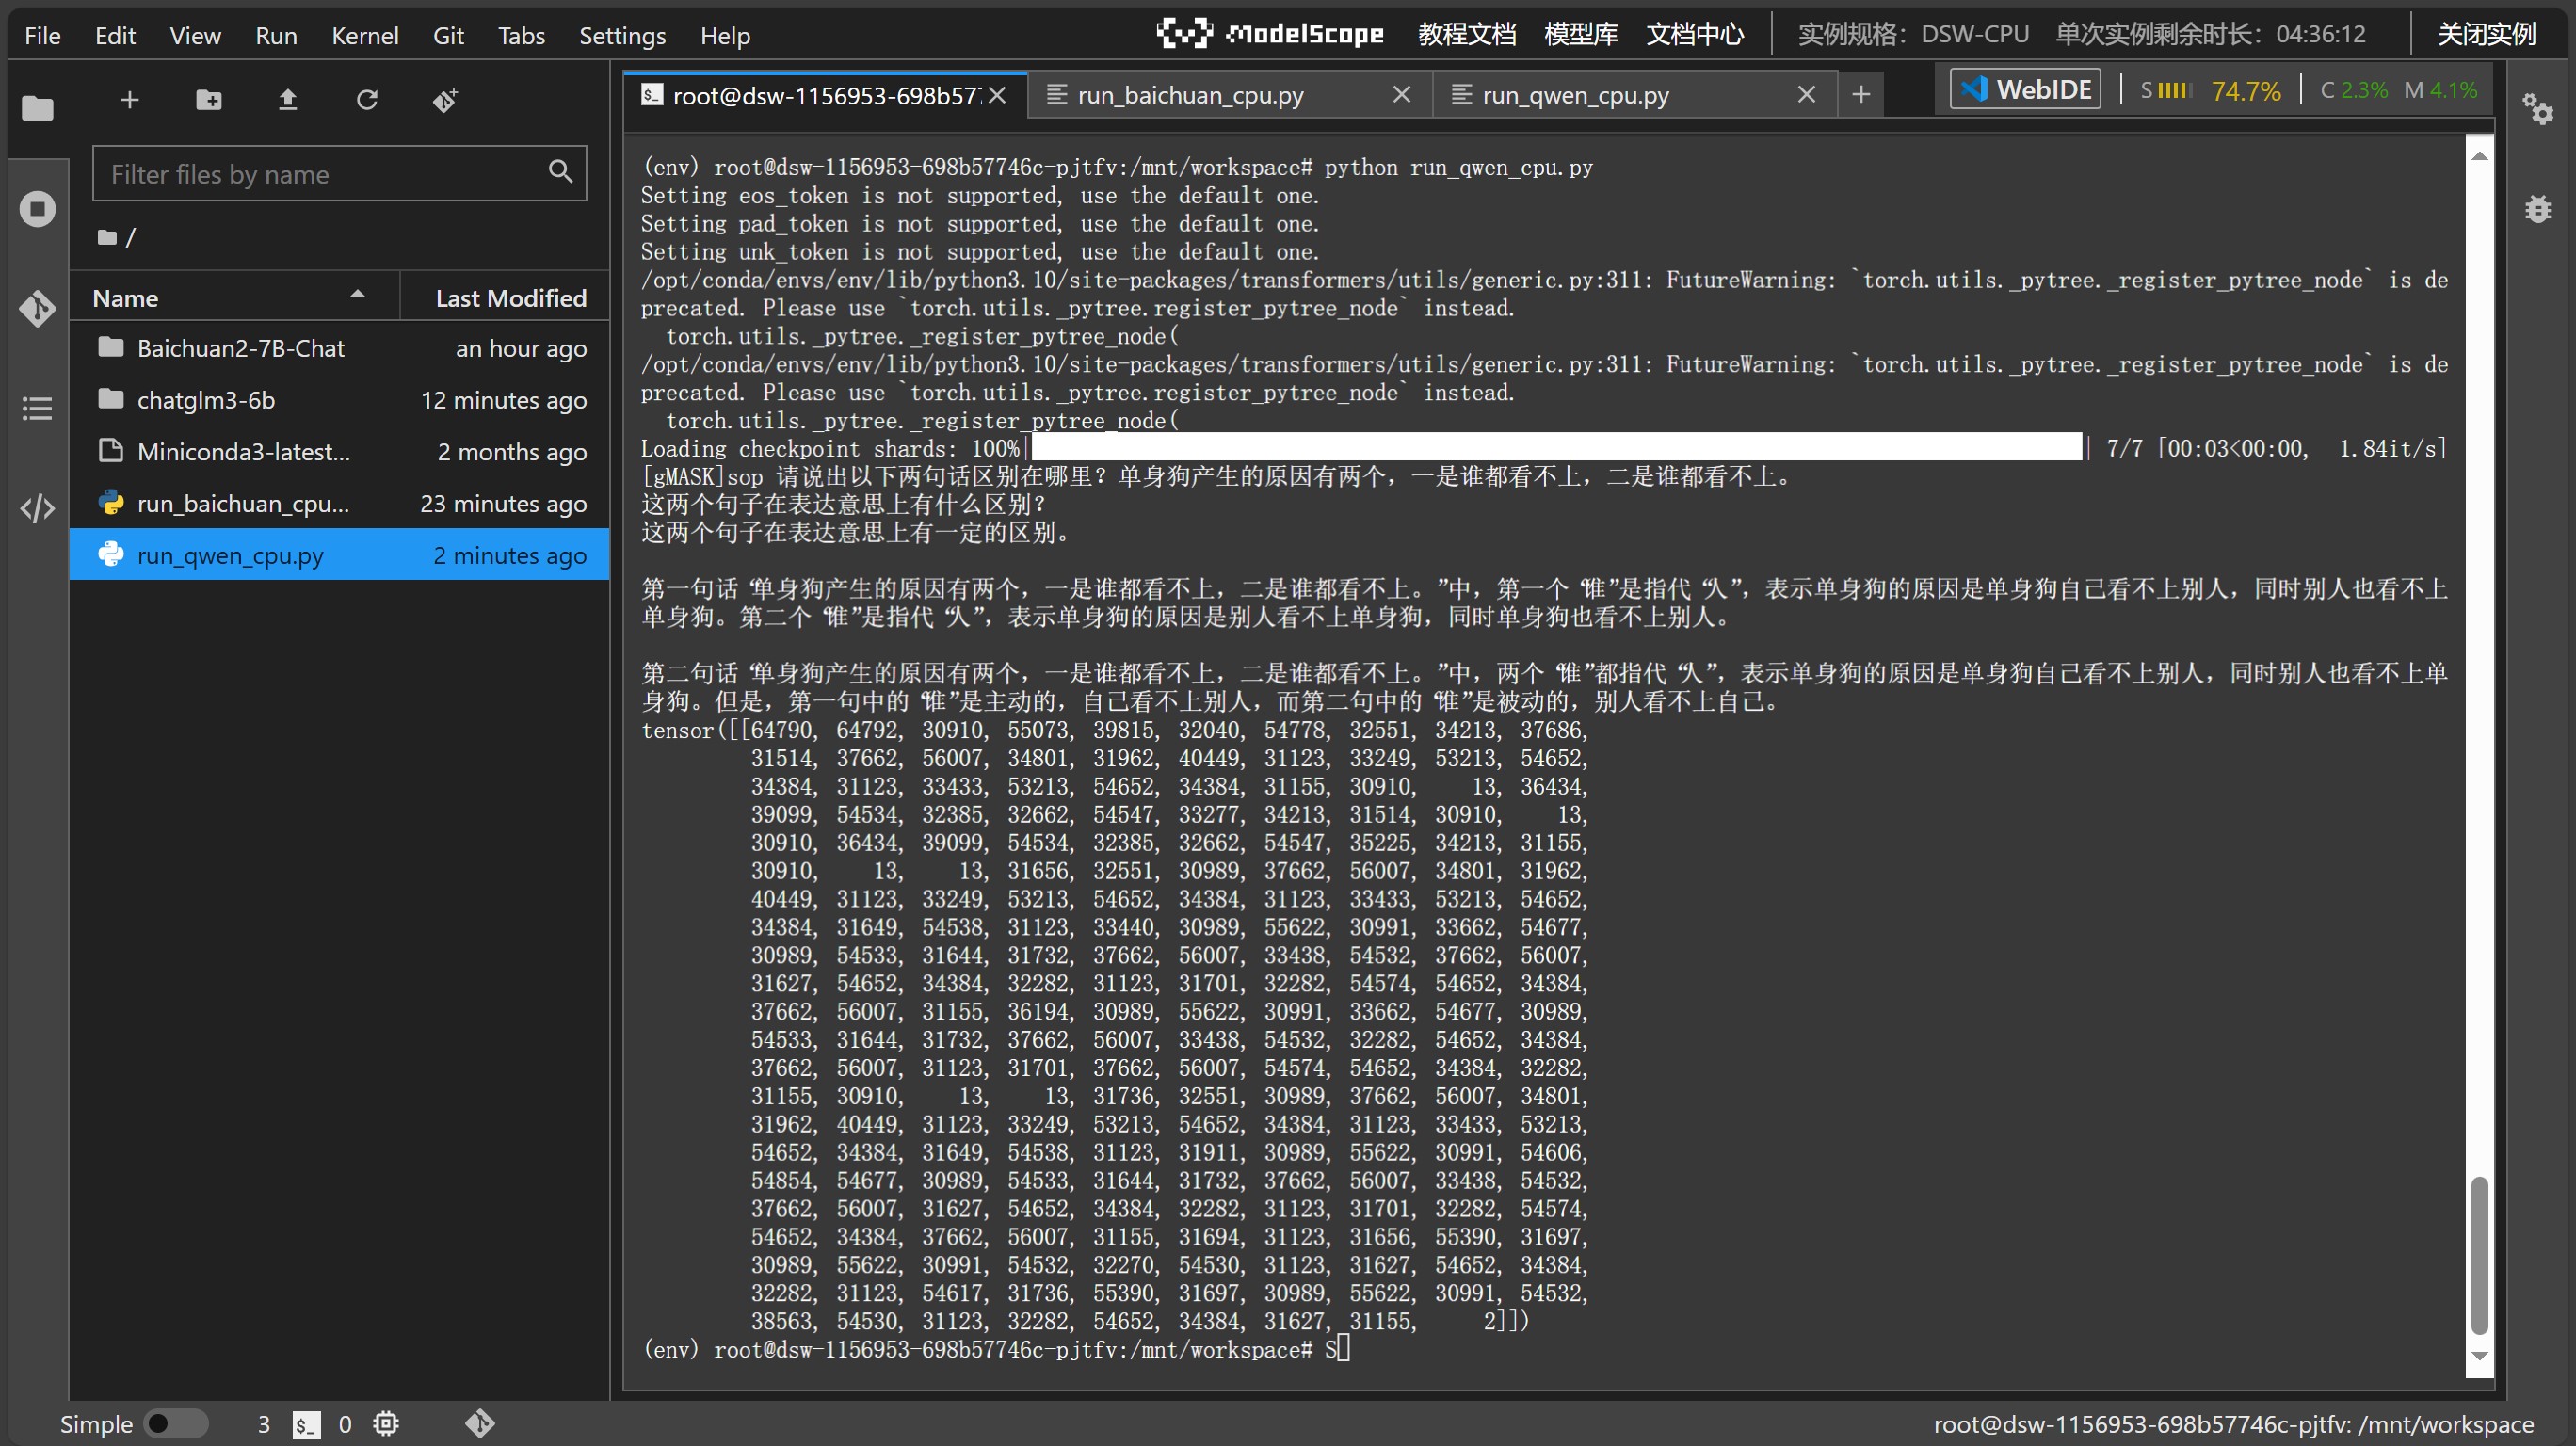 File Edit View Run Kernel Git Tabs Settings Help
ModelScope 教程文档 模型库 文档中心 实例规格：DSW-CPU 单次实例剩余时长：04:36:12 关闭实例
root@dsw-1156953-698b57 run_baichuan_cpu.py run_qwen_cpu.py WebIDE S 74.7% C 2.3% M 4.1%
Filter files by name
/
Name Last Modified
Baichuan2-7B-Chat an hour ago
chatglm3-6b 12 minutes ago
Miniconda3-latest... 2 months ago
run_baichuan_cpu... 23 minutes ago
run_qwen_cpu.py 2 minutes ago
(env) root@dsw-1156953-698b57746c-pjtfv:/mnt/workspace# python run_qwen_cpu.py
Setting eos_token is not supported, use the default one.
Setting pad_token is not supported, use the default one.
Setting unk_token is not supported, use the default one.
/opt/conda/envs/env/lib/python3.10/site-packages/transformers/utils/generic.py:311: FutureWarning: `torch.utils._pytree._register_pytree_node` is de
precated. Please use `torch.utils._pytree.register_pytree_node` instead.
torch.utils._pytree._register_pytree_node(
/opt/conda/envs/env/lib/python3.10/site-packages/transformers/utils/generic.py:311: FutureWarning: `torch.utils._pytree._register_pytree_node` is de
precated. Please use `torch.utils._pytree.register_pytree_node` instead.
torch.utils._pytree._register_pytree_node(
Loading checkpoint shards: 100%| | 7/7 [00:03<00:00, 1.84it/s]
[gMASK]sop 请说出以下两句话区别在哪里？单身狗产生的原因有两个，一是谁都看不上，二是谁都看不上。
这两个句子在表达意思上有什么区别？
这两个句子在表达意思上有一定的区别。
第一句话“单身狗产生的原因有两个，一是谁都看不上，二是谁都看不上。”中，第一个“谁”是指代“人”，表示单身狗的原因是单身狗自己看不上别人，同时别人也看不上
单身狗。第二个“谁”是指代“人”，表示单身狗的原因是别人看不上单身狗，同时单身狗也看不上别人。
第二句话“单身狗产生的原因有两个，一是谁都看不上，二是谁都看不上。”中，两个“谁”都指代“人”，表示单身狗的原因是单身狗自己看不上别人，同时别人也看不上单
身狗。但是，第一句中的“谁”是主动的，自己看不上别人，而第二句中的“谁”是被动的，别人看不上自己。
tensor([[64790, 64792, 30910, 55073, 39815, 32040, 54778, 32551, 34213, 37686,
31514, 37662, 56007, 34801, 31962, 40449, 31123, 33249, 53213, 54652,
34384, 31123, 33433, 53213, 54652, 34384, 31155, 30910, 13, 36434,
39099, 54534, 32385, 32662, 54547, 33277, 34213, 31514, 30910, 13,
30910, 36434, 39099, 54534, 32385, 32662, 54547, 35225, 34213, 31155,
30910, 13, 13, 31656, 32551, 30989, 37662, 56007, 34801, 31962,
40449, 31123, 33249, 53213, 54652, 34384, 31123, 33433, 53213, 54652,
34384, 31649, 54538, 31123, 33440, 30989, 55622, 30991, 33662, 54677,
30989, 54533, 31644, 31732, 37662, 56007, 33438, 54532, 37662, 56007,
31627, 54652, 34384, 32282, 31123, 31701, 32282, 54574, 54652, 34384,
37662, 56007, 31155, 36194, 30989, 55622, 30991, 33662, 54677, 30989,
54533, 31644, 31732, 37662, 56007, 33438, 54532, 32282, 54652, 34384,
37662, 56007, 31123, 31701, 37662, 56007, 54574, 54652, 34384, 32282,
31155, 30910, 13, 13, 31736, 32551, 30989, 37662, 56007, 34801,
31962, 40449, 31123, 33249, 53213, 54652, 34384, 31123, 33433, 53213,
54652, 34384, 31649, 54538, 31123, 31911, 30989, 55622, 30991, 54606,
54854, 54677, 30989, 54533, 31644, 31732, 37662, 56007, 33438, 54532,
37662, 56007, 31627, 54652, 34384, 32282, 31123, 31701, 32282, 54574,
54652, 34384, 37662, 56007, 31155, 31694, 31123, 31656, 55390, 31697,
30989, 55622, 30991, 54532, 32270, 54530, 31123, 31627, 54652, 34384,
32282, 31123, 54617, 31736, 55390, 31697, 30989, 55622, 30991, 54532,
38563, 54530, 31123, 32282, 54652, 34384, 31627, 31155, 2]])
(env) root@dsw-1156953-698b57746c-pjtfv:/mnt/workspace# S
Simple 3 $_ 0 root@dsw-1156953-698b57746c-pjtfv: /mnt/workspace